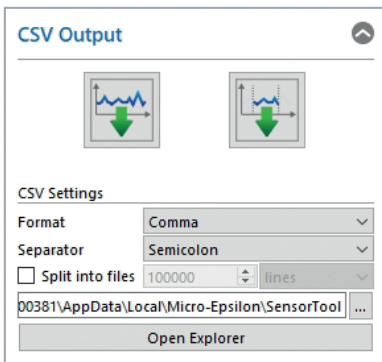 CSV Output
CSV Settings
Format Comma
Separator Semicolon
Split into files 100000 lines
00381\AppData\Local\Micro-Epsilon\SensorTool ...
Open Explorer